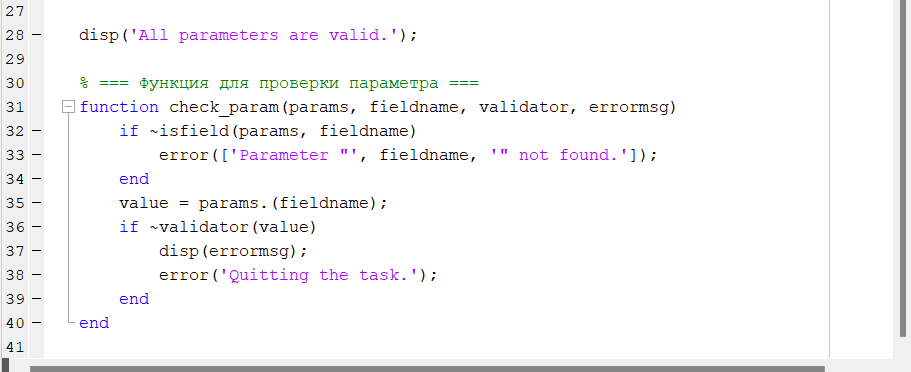 27
28 – disp('All parameters are valid.');
29
30 % === Функция для проверки параметра ===
31 function check_param(params, fieldname, validator, errormsg)
32 – if ~isfield(params, fieldname)
33 – error(['Parameter "', fieldname, '" not found.']);
34 – end
35 – value = params.(fieldname);
36 – if ~validator(value)
37 – disp(errormsg);
38 – error('Quitting the task.');
39 – end
40 – end
41